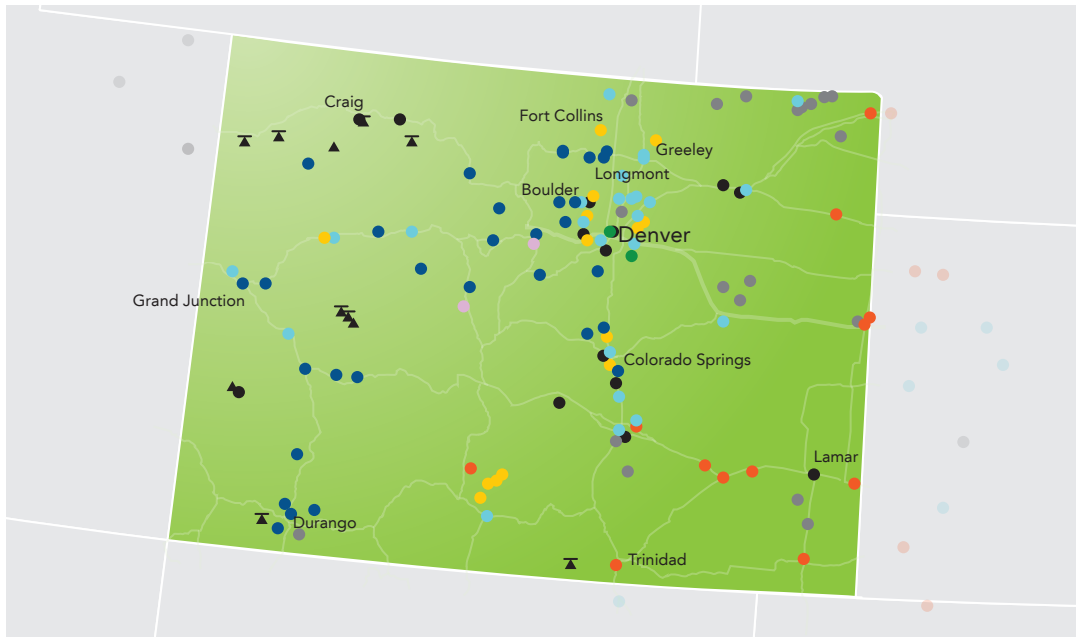 Craig
Fort Collins
Greeley
Longmont
Boulder
Denver
Grand Junction
Colorado Springs
Lamar
Durango
Trinidad